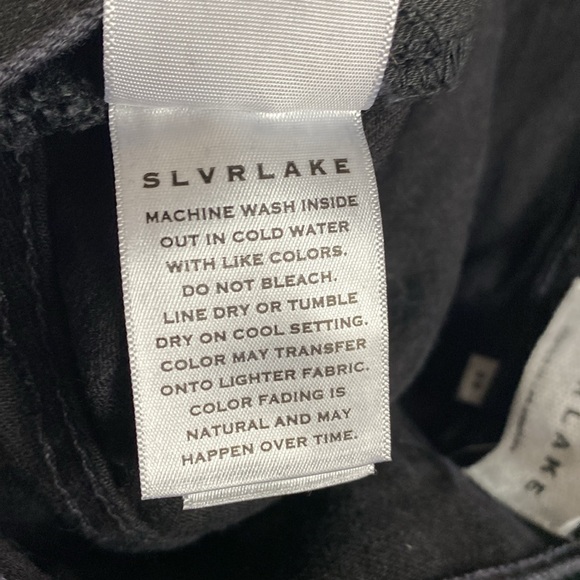 SLVRLAKE
MACHINE WASH INSIDE
OUT IN COLD WATER
WITH LIKE COLORS.
DO NOT BLEACH.
LINE DRY OR TUMBLE
DRY ON COOL SETTING.
COLOR MAY TRANSFER
ONTO LIGHTER FABRIC.
COLOR FADING IS
NATURAL AND MAY
HAPPEN OVER TIME.
RLAKE